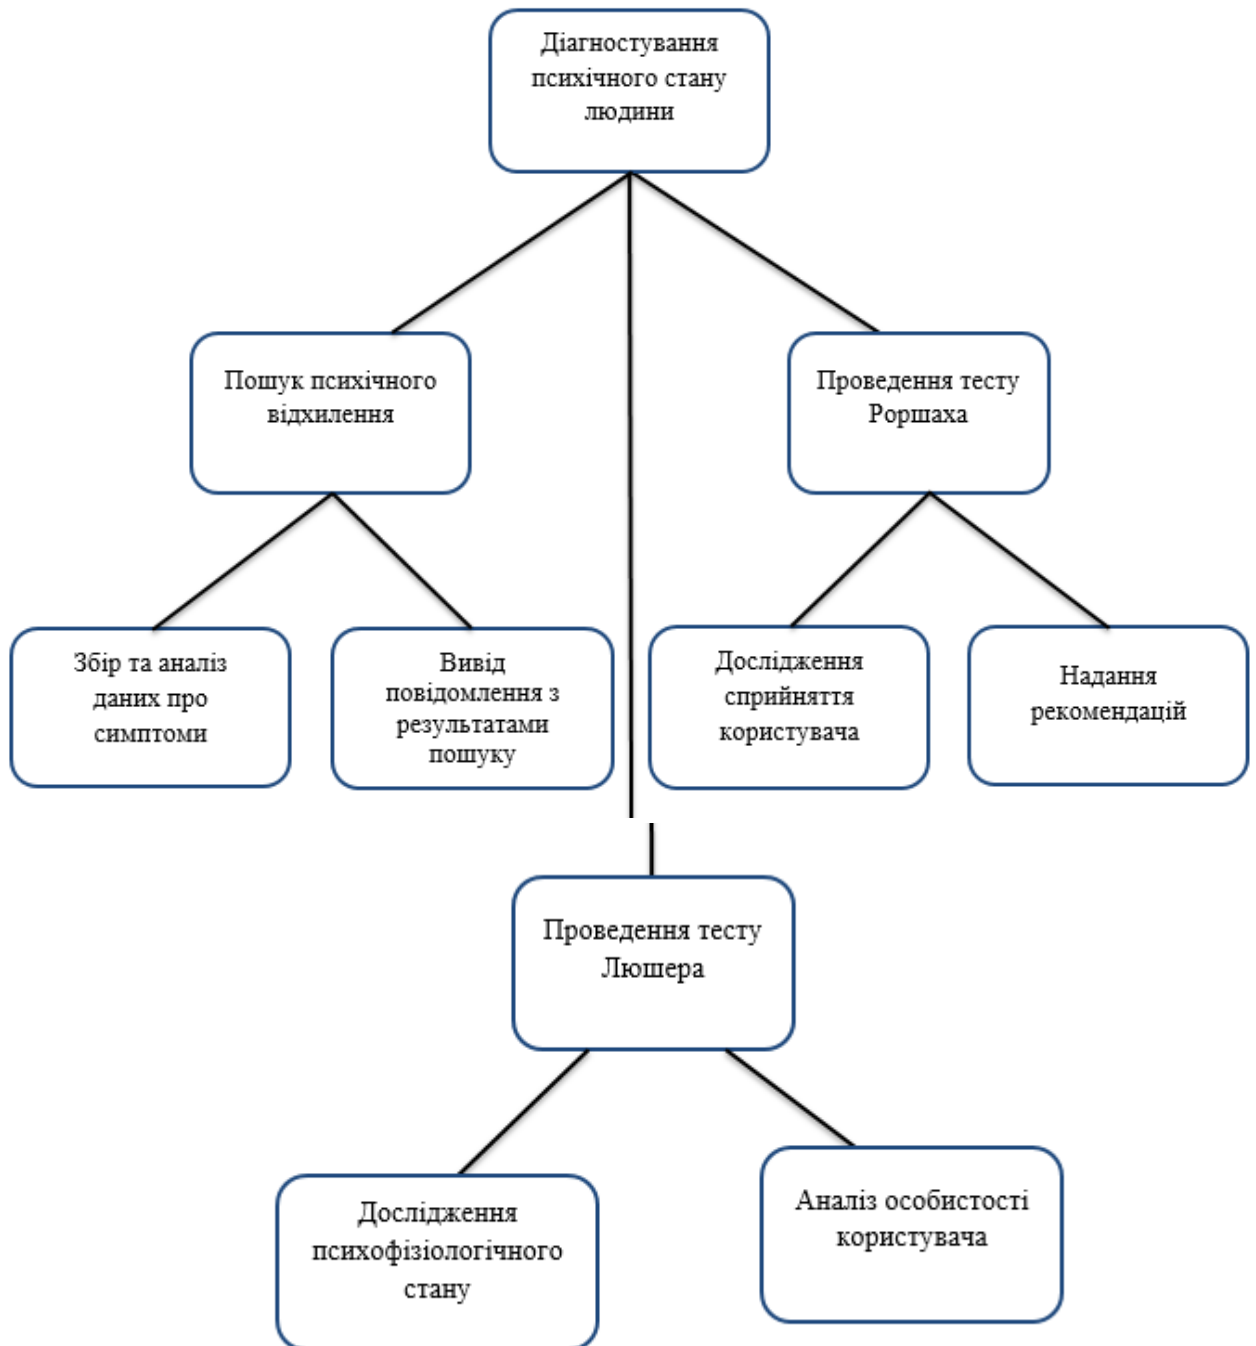 Діагностування
психічного стану
людини
Пошук психічного
відхилення
Проведення тесту
Роршаха
Збір та аналіз
даних про
симптоми
Вивід
повідомлення з
результатами
пошуку
Дослідження
сприйняття
користувача
Надання
рекомендацій
Проведення тесту
Люшера
Дослідження
психофізіологічного
стану
Аналіз особистості
користувача